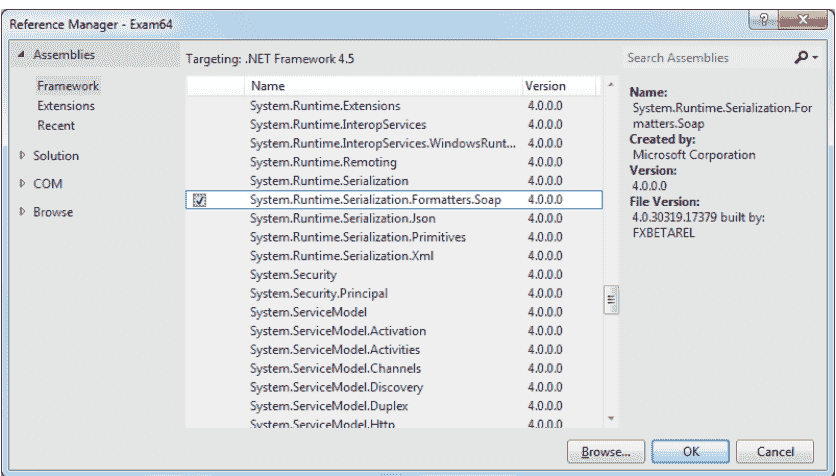 Reference Manager - Exam64
Assemblies
Framework
Extensions
Recent
Solution
COM
Browse
Targeting: .NET Framework 4.5
Name Version
System.Runtime.Extensions 4.0.0.0
System.Runtime.InteropServices 4.0.0.0
System.Runtime.InteropServices.WindowsRunt... 4.0.0.0
System.Runtime.Remoting 4.0.0.0
System.Runtime.Serialization 4.0.0.0
System.Runtime.Serialization.Formatters.Soap 4.0.0.0
System.Runtime.Serialization.Json 4.0.0.0
System.Runtime.Serialization.Primitives 4.0.0.0
System.Runtime.Serialization.Xml 4.0.0.0
System.Security 4.0.0.0
System.Security.Principal 4.0.0.0
System.ServiceModel 4.0.0.0
System.ServiceModel.Activation 4.0.0.0
System.ServiceModel.Activities 4.0.0.0
System.ServiceModel.Channels 4.0.0.0
System.ServiceModel.Discovery 4.0.0.0
System.ServiceModel.Duplex 4.0.0.0
System.ServiceModel.Http 4.0.0.0
Search Assemblies
Name:
System.Runtime.Serialization.For
matters.Soap
Created by:
Microsoft Corporation
Version:
4.0.0.0
File Version:
4.0.30319.17379 built by:
FXBETAREL
Browse... OK Cancel